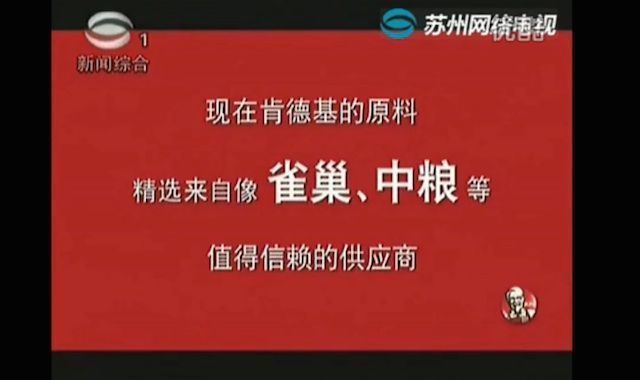 1
新闻综合
苏州网络电视
现在肯德基的原料
精选来自像 雀巢、中粮 等
值得信赖的供应商